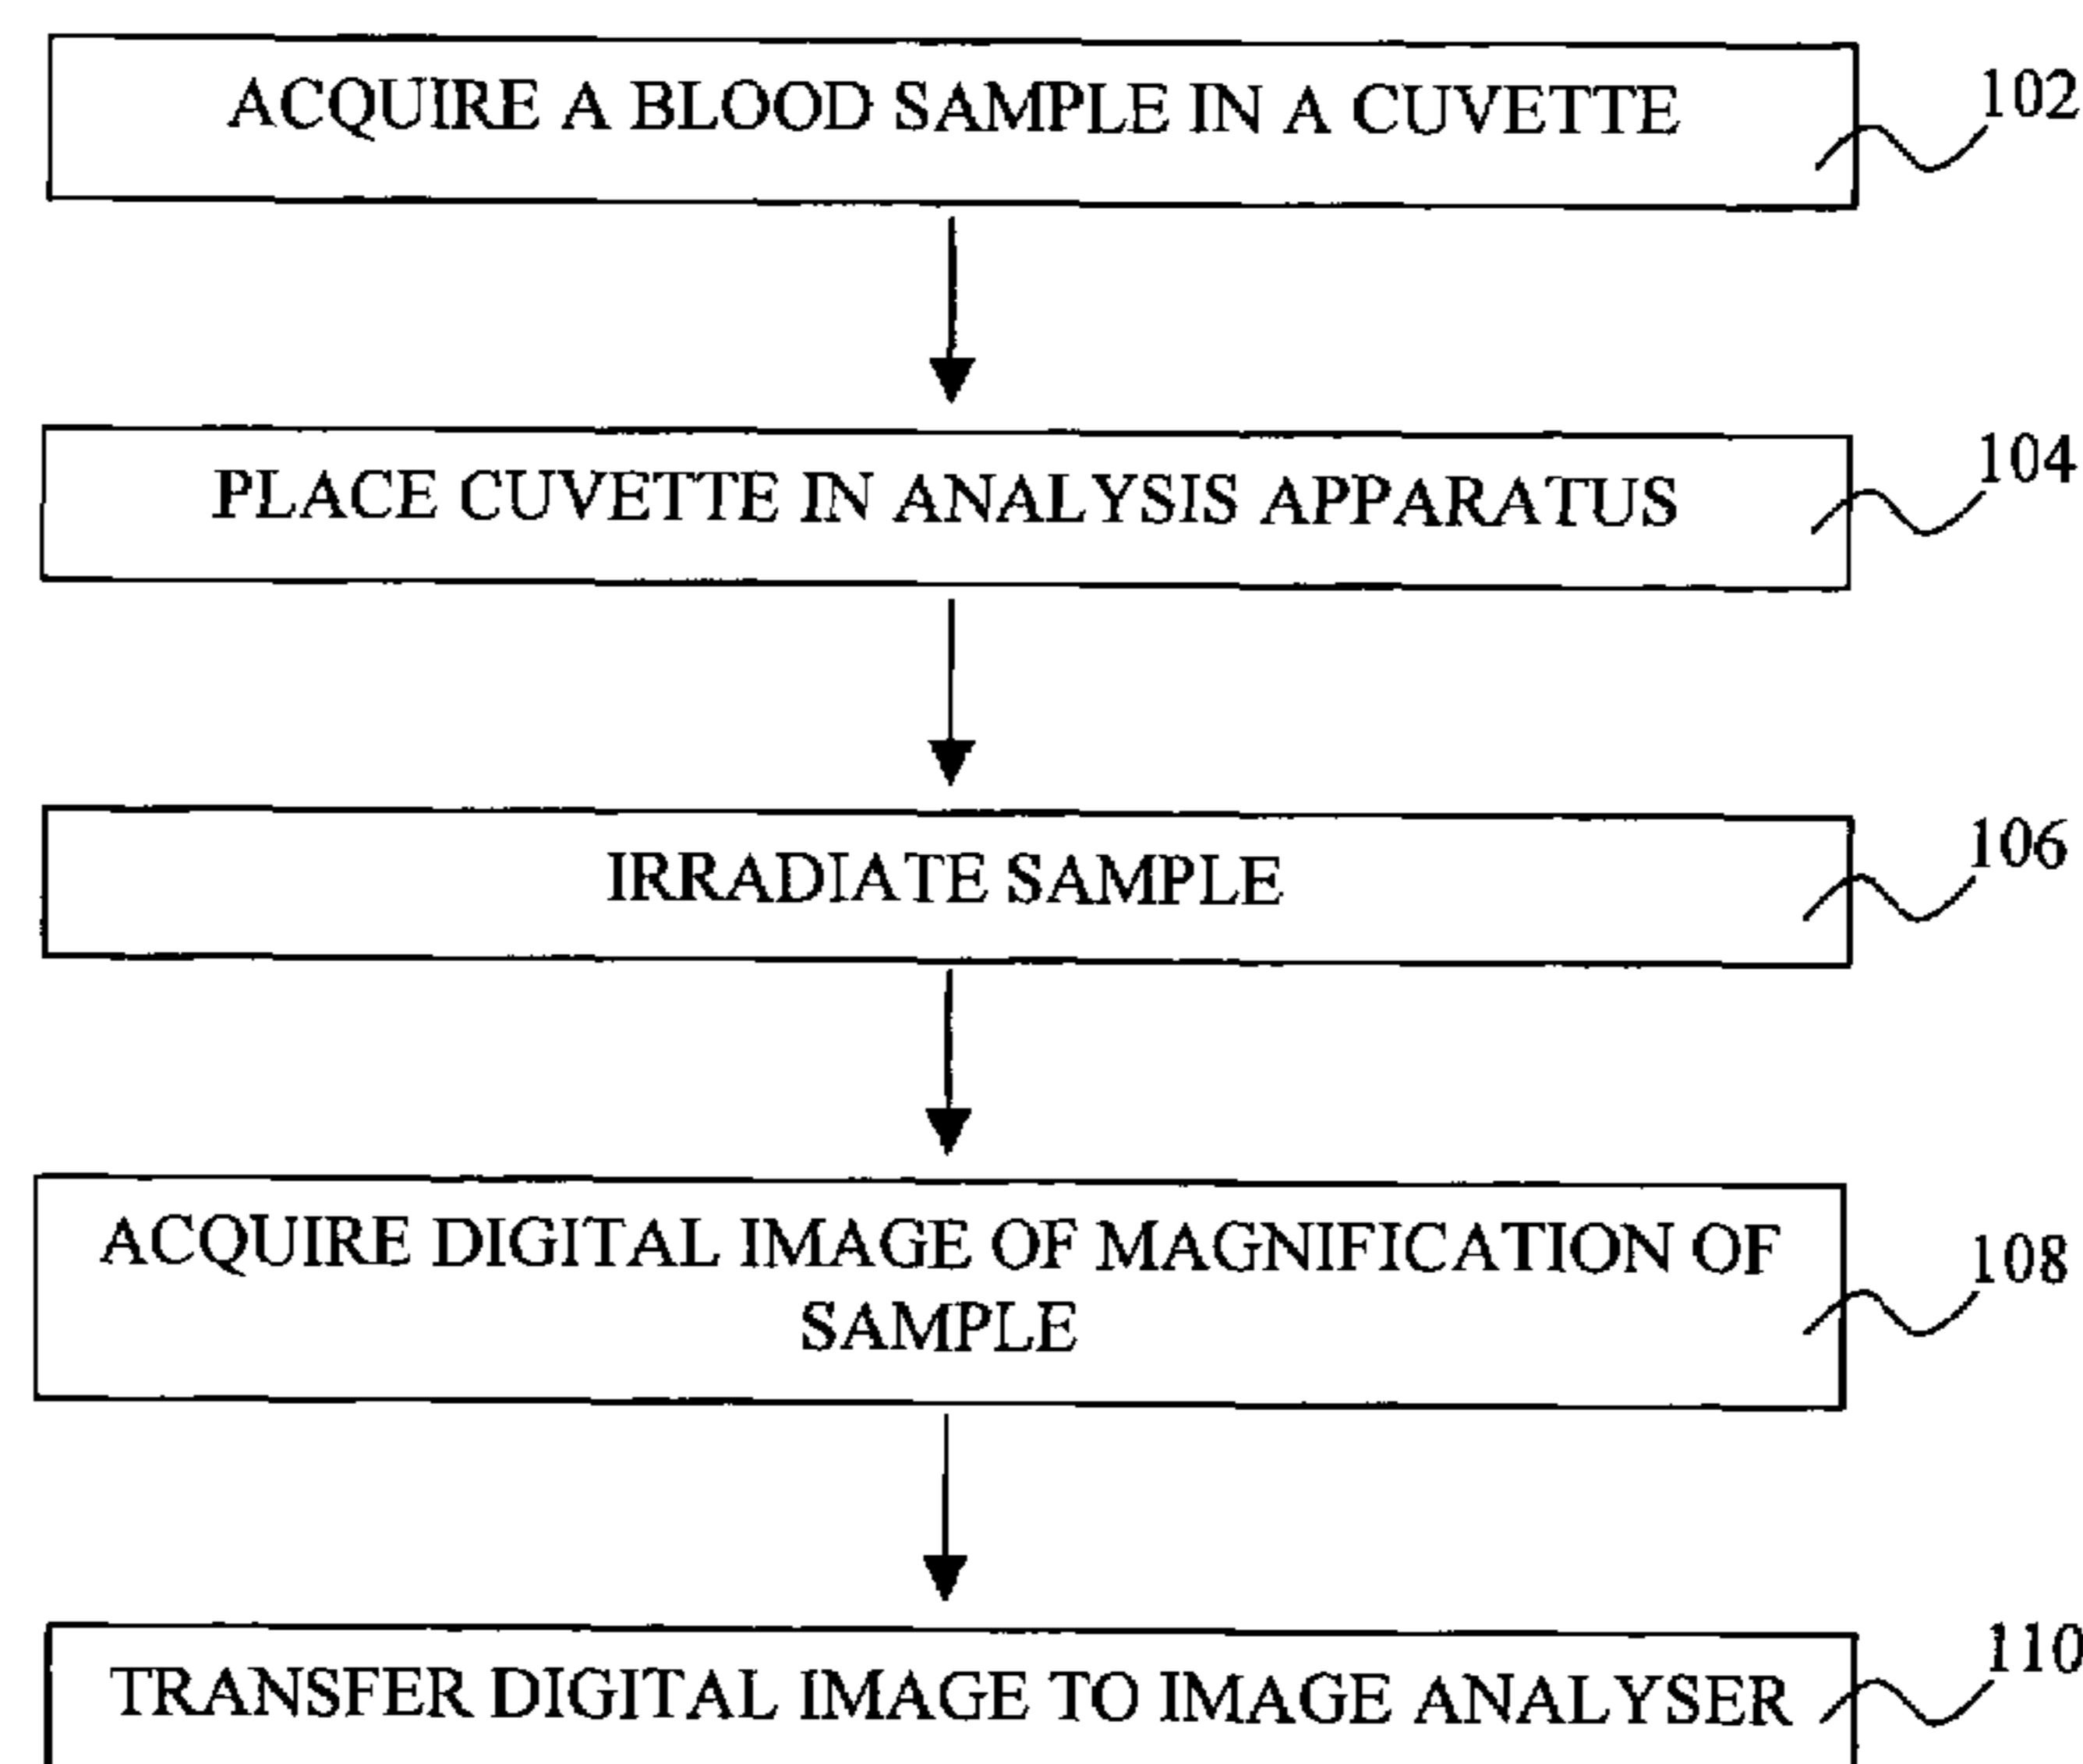 ACQUIRE A BLOOD SAMPLE IN A CUVETTE
102
PLACE CUVETTE IN ANALYSIS APPARATUS
104
IRRADIATE SAMPLE
106
ACQUIRE DIGITAL IMAGE OF MAGNIFICATION OF
SAMPLE
108
TRANSFER DIGITAL IMAGE TO IMAGE ANALYSER
110